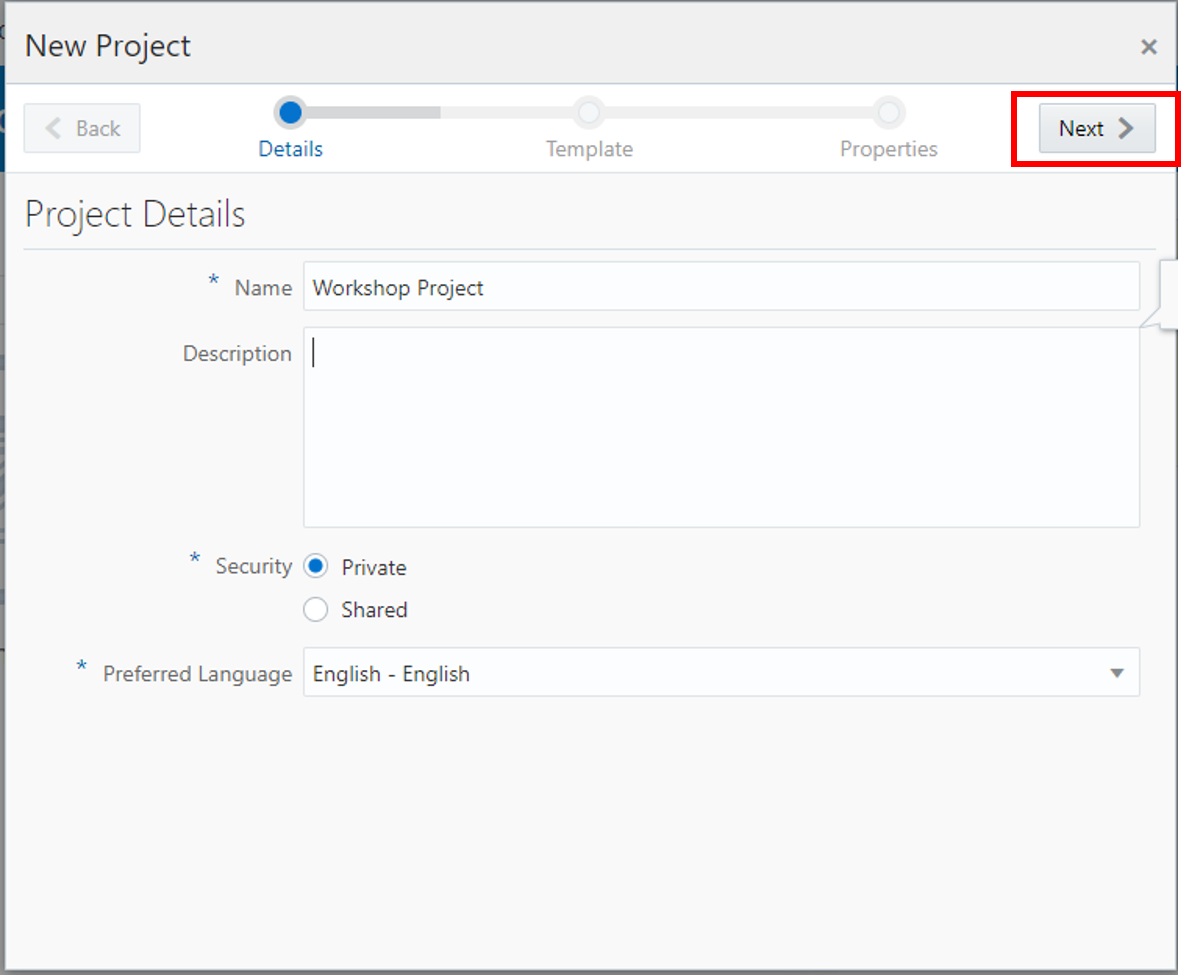 New Project
×
Back
Details
Template
Properties
Next
Project Details
* Name
Workshop Project
Description
* Security
Private
Shared
* Preferred Language
English - English